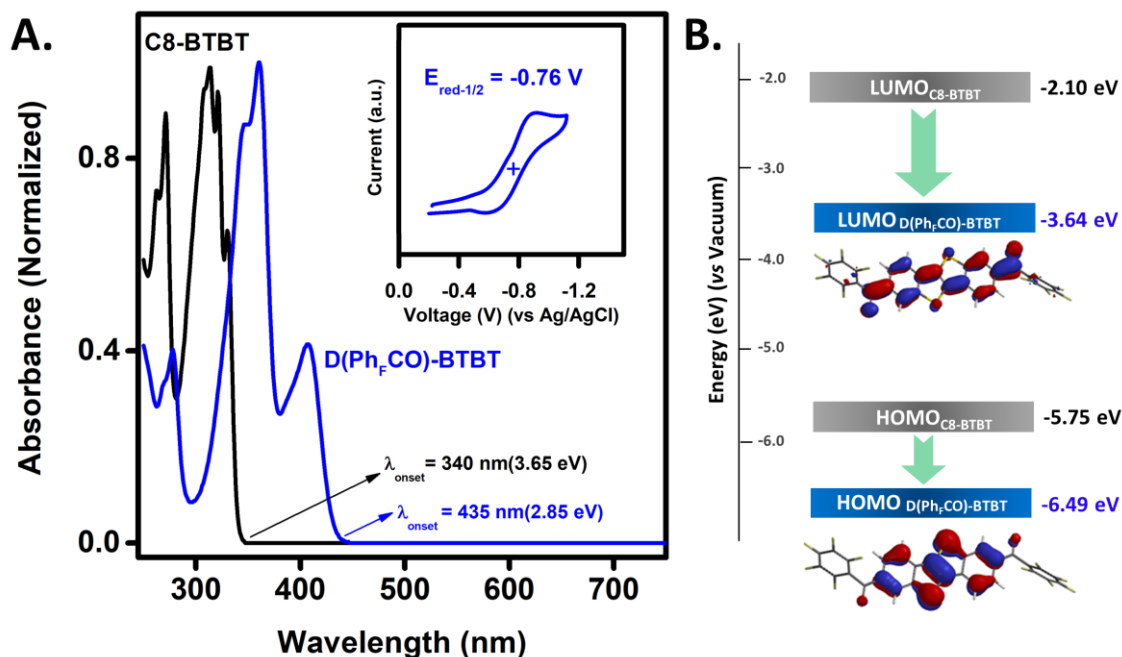 A.
C8-BTBT
E_red-1/2 = -0.76 V
Current (a.u.)
0.0 -0.4 -0.8 -1.2
Voltage (V) (vs Ag/AgCl)
D(Ph_FCO)-BTBT
λ_onset = 340 nm(3.65 eV)
λ_onset = 435 nm(2.85 eV)
Absorbance (Normalized)
0.8
0.4
0.0
300 400 500 600 700
Wavelength (nm)
B.
Energy (eV) (vs Vacuum)
-2.0
-3.0
-4.0
-5.0
-6.0
LUMO_C8-BTBT -2.10 eV
LUMO D(Ph_FCO)-BTBT -3.64 eV
HOMO_C8-BTBT -5.75 eV
HOMO D(Ph_FCO)-BTBT -6.49 eV